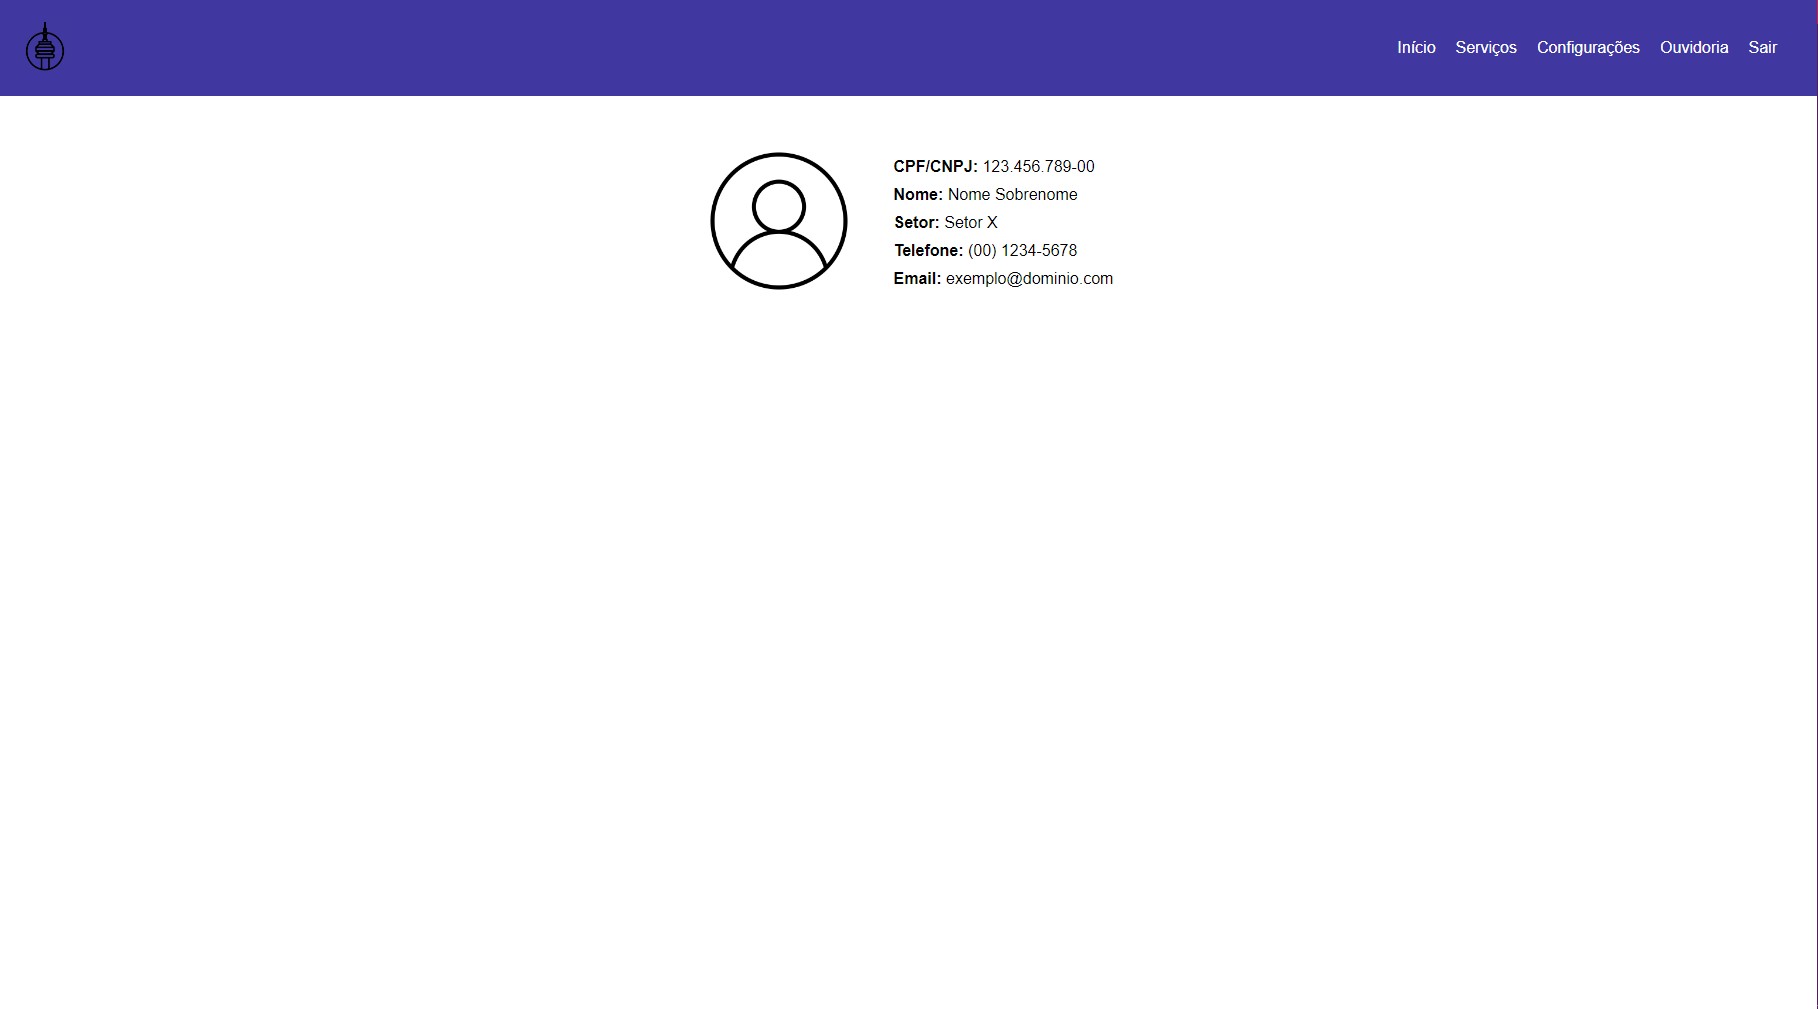 Início Serviços Configurações Ouvidoria Sair
CPF/CNPJ: 123.456.789-00
Nome: Nome Sobrenome
Setor: Setor X
Telefone: (00) 1234-5678
Email: exemplo@dominio.com